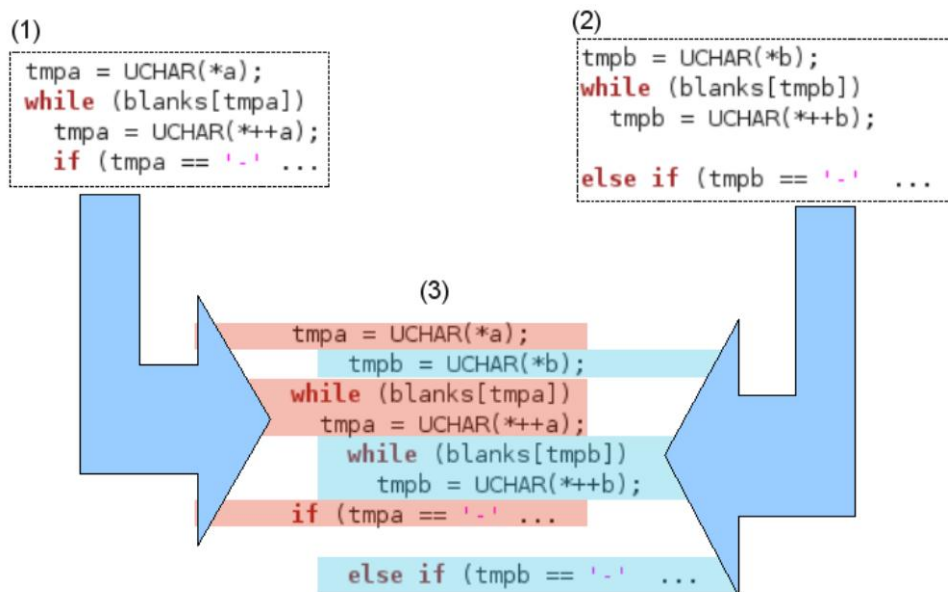 (1)
tmpa = UCHAR(*a);
while (blanks[tmpa])
tmpa = UCHAR(*++a);
if (tmpa == '-' ...
(2)
tmpb = UCHAR(*b);
while (blanks[tmpb])
tmpb = UCHAR(*++b);
else if (tmpb == '-' ...
(3)
tmpa = UCHAR(*a);
tmpb = UCHAR(*b);
while (blanks[tmpa])
tmpa = UCHAR(*++a);
while (blanks[tmpb])
tmpb = UCHAR(*++b);
if (tmpa == '-' ...
else if (tmpb == '-' ...